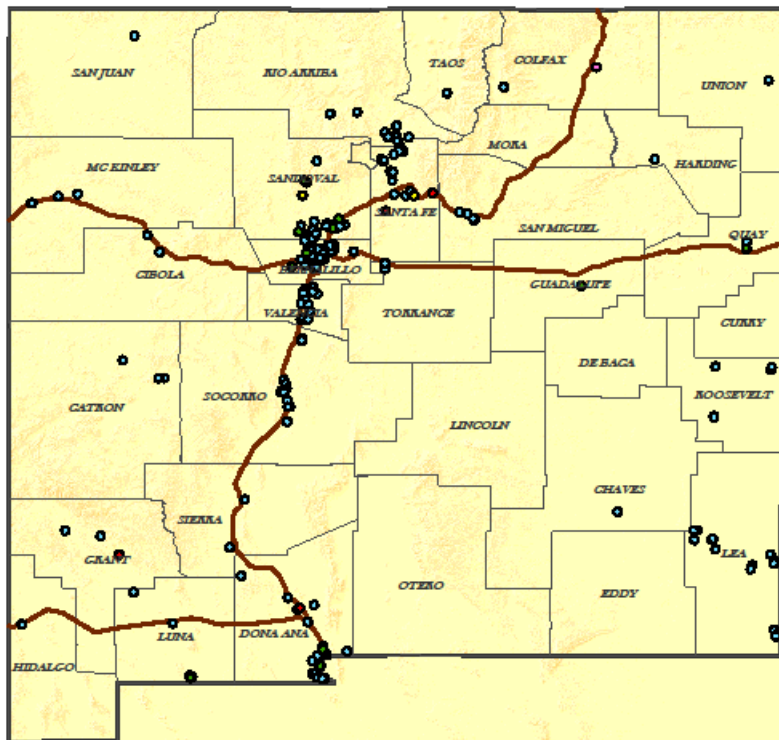 SAN JUAN
RIO ARRIBA
TAOS
COLFAX
UNION
MORA
HARDING
MC KINLEY
SANDOVAL
SANTA FE
SAN MIGUEL
QUAY
CIBOLA
BERNALILLO
GUADALUPE
VALENCIA
TORRANCE
CURRY
DE BACA
CATRON
SOCORRO
ROOSEVELT
LINCOLN
CHAVES
SIERRA
GRANT
LEA
OTERO
EDDY
LUNA
DONA ANA
HIDALGO